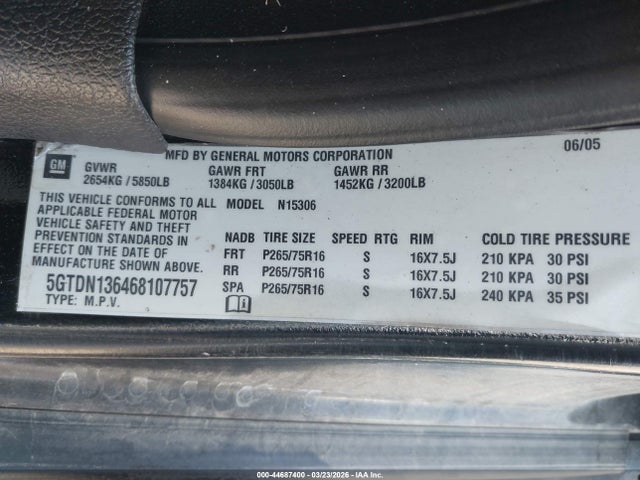 06/05
MFD BY GENERAL MOTORS CORPORATION
GM
GVWR GAWR FRT GAWR RR
2654KG / 5850LB 1384KG / 3050LB 1452KG / 3200LB
THIS VEHICLE CONFORMS TO ALL MODEL N15306
APPLICABLE FEDERAL MOTOR
VEHICLE SAFETY AND THEFT
PREVENTION STANDARDS IN
EFFECT ON THE DATE OF
MANUFACTURE SHOWN ABOVE.
5GTDN136468107757
TYPE: M.P.V.
NADB TIRE SIZE SPEED RTG RIM COLD TIRE PRESSURE
FRT P265/75R16 S 16X7.5J 210 KPA 30 PSI
RR P265/75R16 S 16X7.5J 210 KPA 30 PSI
SPA P265/75R16 S 16X7.5J 240 KPA 35 PSI
000-44687400 - 03/23/2026 - IAA, Inc.